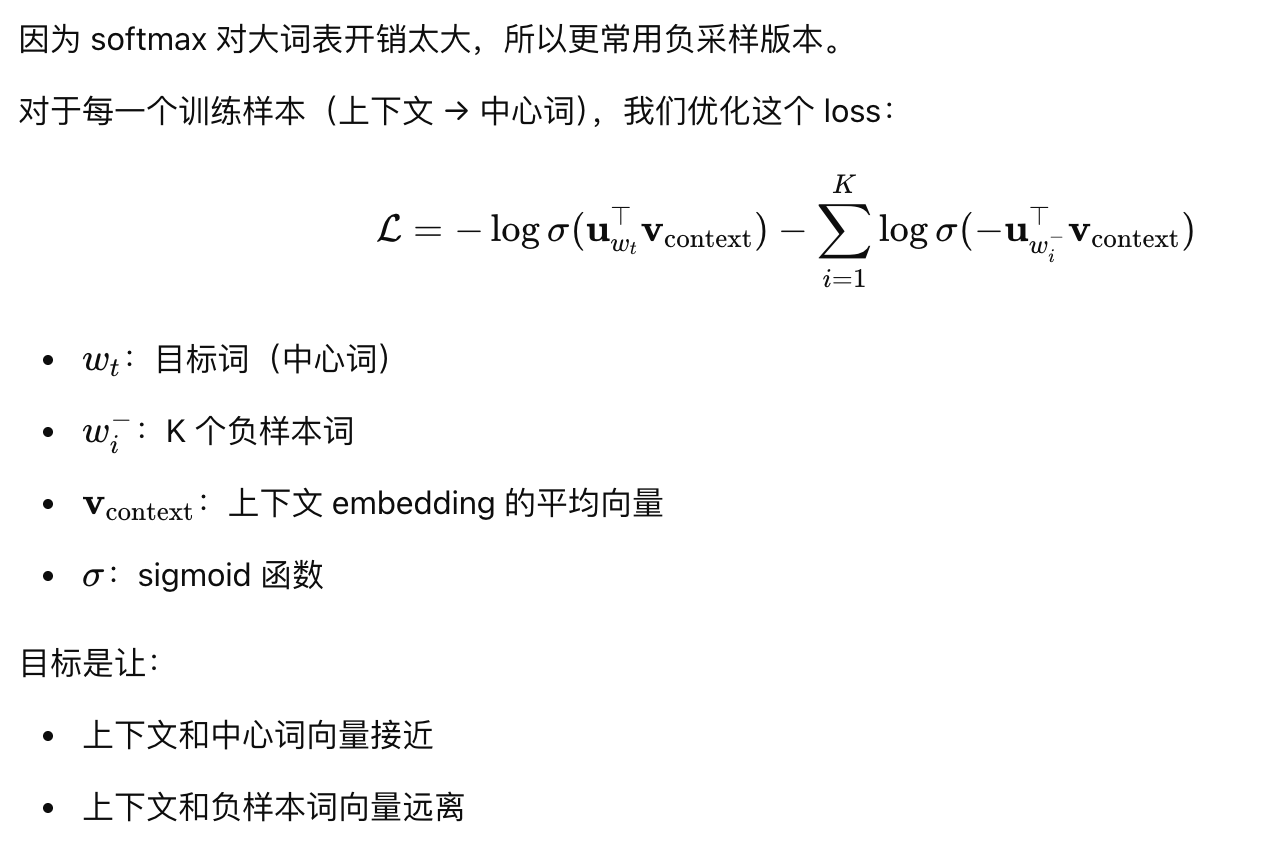 因为 softmax 对大词表开销太大，所以更常用负采样版本。
对于每一个训练样本（上下文 → 中心词），我们优化这个 loss：
$\mathcal{L} = -\log \sigma(\mathbf{u}_{w_t}^{\top} \mathbf{v}_{\text{context}}) - \sum_{i=1}^{K} \log \sigma(-\mathbf{u}_{w_i^-}^{\top} \mathbf{v}_{\text{context}})$
• $w_t$：目标词（中心词）
• $w_i^-$：K 个负样本词
• $\mathbf{v}_{\text{context}}$：上下文 embedding 的平均向量
• $\sigma$：sigmoid 函数
目标是让：
• 上下文和中心词向量接近
• 上下文和负样本词向量远离